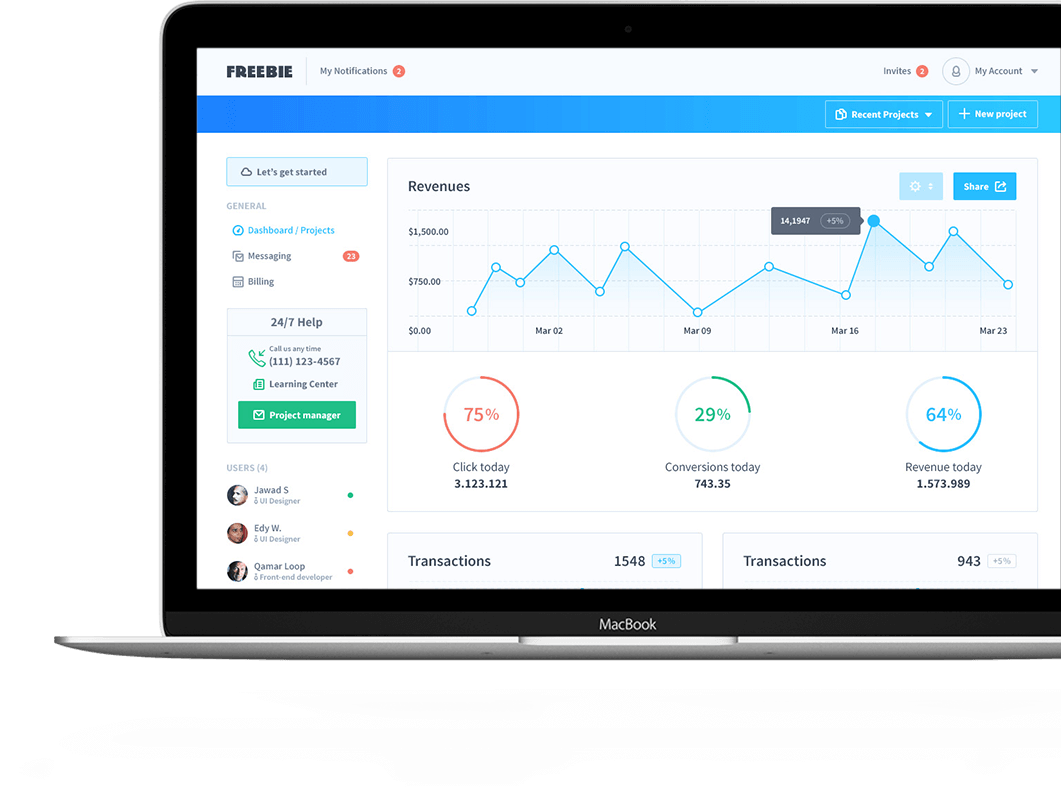 FREEBIE
My Notifications 2
Invites 2
My Account
Recent Projects
New project
Let's get started
GENERAL
Dashboard / Projects
Messaging 23
Billing
24/7 Help
Call us any time
(111) 123-4567
Learning Center
Project manager
USERS (4)
Jawad S
UI Designer
Edy W.
UI Designer
Qamar Loop
Front-end developer
Revenues
Share
14,1947 +5%
$1,500.00
$750.00
$0.00
Mar 02
Mar 09
Mar 16
Mar 23
75%
Click today
3.123.121
29%
Conversions today
743.35
64%
Revenue today
1.573.989
Transactions 1548 +5%
Transactions 943 +5%
MacBook